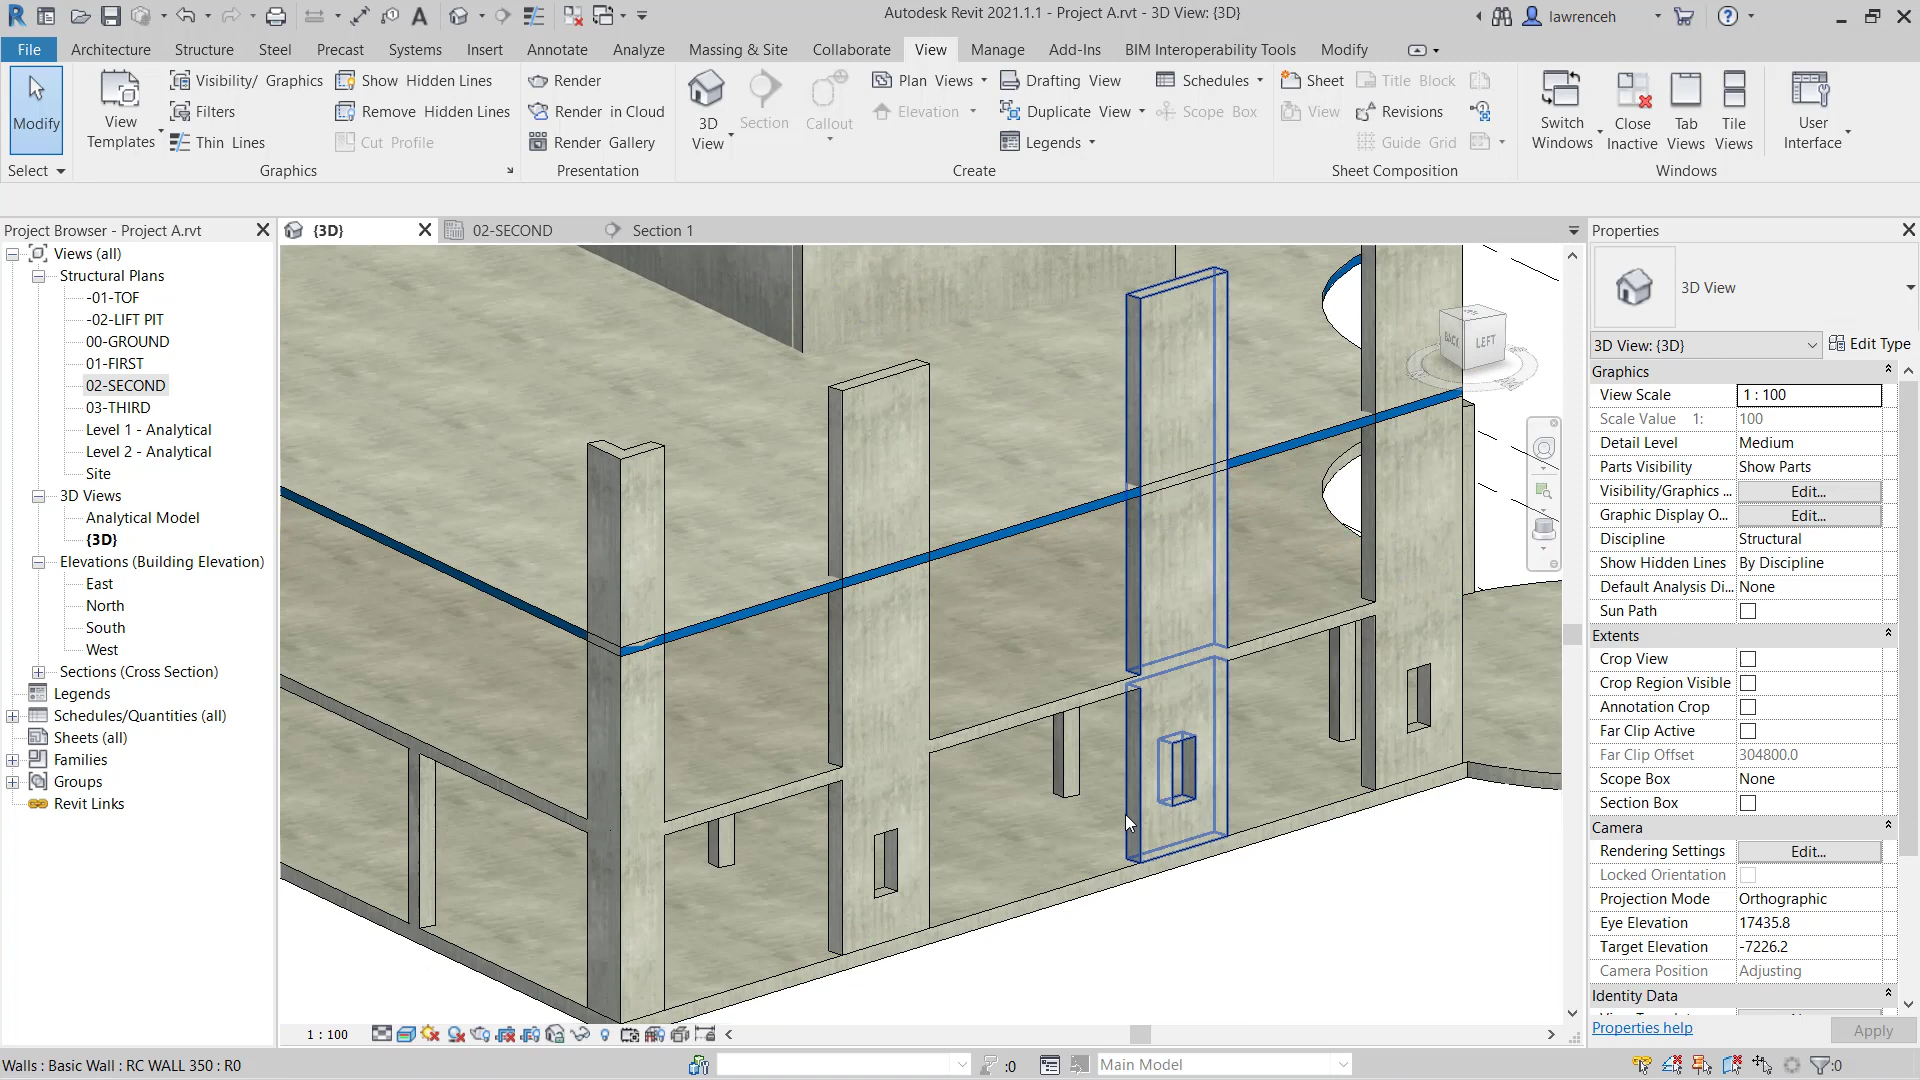 Autodesk Revit 2021.1.1 - Project A.rvt - 3D View: {3D}
lawrenceh
File Architecture Structure Steel Precast Systems Insert Annotate Analyze Massing & Site Collaborate View Manage Add-Ins BIM Interoperability Tools Modify
Modify
Select
View Templates
Visibility/ Graphics
Filters
Thin Lines
Show Hidden Lines
Remove Hidden Lines
Cut Profile
Graphics
Render
Render in Cloud
Render Gallery
Presentation
3D View
Section
Callout
Plan Views
Elevation
Drafting View
Duplicate View
Legends
Schedules
Scope Box
Create
Sheet
View
Title Block
Revisions
Guide Grid
Sheet Composition
Switch Windows
Close Inactive
Tab Views
Tile Views
Windows
User Interface
Project Browser - Project A.rvt
Views (all)
Structural Plans
-01-TOF
-02-LIFT PIT
00-GROUND
01-FIRST
02-SECOND
03-THIRD
Level 1 - Analytical
Level 2 - Analytical
Site
3D Views
Analytical Model
{3D}
Elevations (Building Elevation)
East
North
South
West
Sections (Cross Section)
Legends
Schedules/Quantities (all)
Sheets (all)
Families
Groups
Revit Links
{3D}
02-SECOND
Section 1
BACK
LEFT
Properties
3D View
3D View: {3D}
Edit Type
Graphics
View Scale 1 : 100
Scale Value 1: 100
Detail Level Medium
Parts Visibility Show Parts
Visibility/Graphics ... Edit...
Graphic Display O... Edit...
Discipline Structural
Show Hidden Lines By Discipline
Default Analysis Di... None
Sun Path
Extents
Crop View
Crop Region Visible
Annotation Crop
Far Clip Active
Far Clip Offset 304800.0
Scope Box None
Section Box
Camera
Rendering Settings Edit...
Locked Orientation
Projection Mode Orthographic
Eye Elevation 17435.8
Target Elevation -7226.2
Camera Position Adjusting
Identity Data
Properties help
Apply
1 : 100
Walls : Basic Wall : RC WALL 350 : R0
:0
Main Model
:0